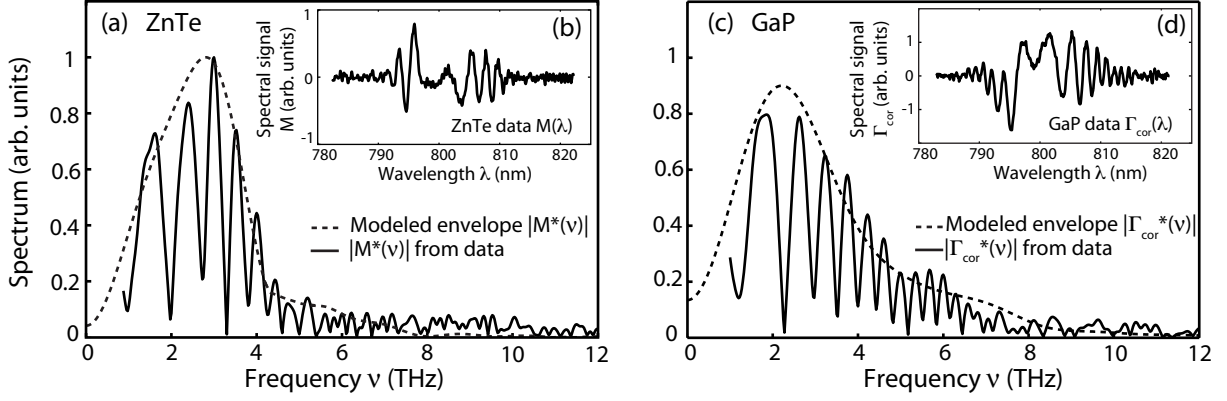 (a) ZnTe
Spectrum (arb. units)
1
0.8
0.6
0.4
0.2
0
0 2 4 6 8 10 12
Frequency ν (THz)
Modeled envelope |M*(ν)|
|M*(ν)| from data
(b)
Spectral signal
M (arb. units)
1
0
-1
780 790 800 810 820
Wavelength λ (nm)
ZnTe data M(λ)
(c) GaP
1
0.8
0.6
0.4
0.2
0
0 2 4 6 8 10 12
Frequency ν (THz)
Modeled envelope |Γcor*(ν)|
|Γcor*(ν)| from data
(d)
Spectral signal
Γcor (arb. units)
1
0
-1
780 790 800 810 820
Wavelength λ (nm)
GaP data Γcor(λ)